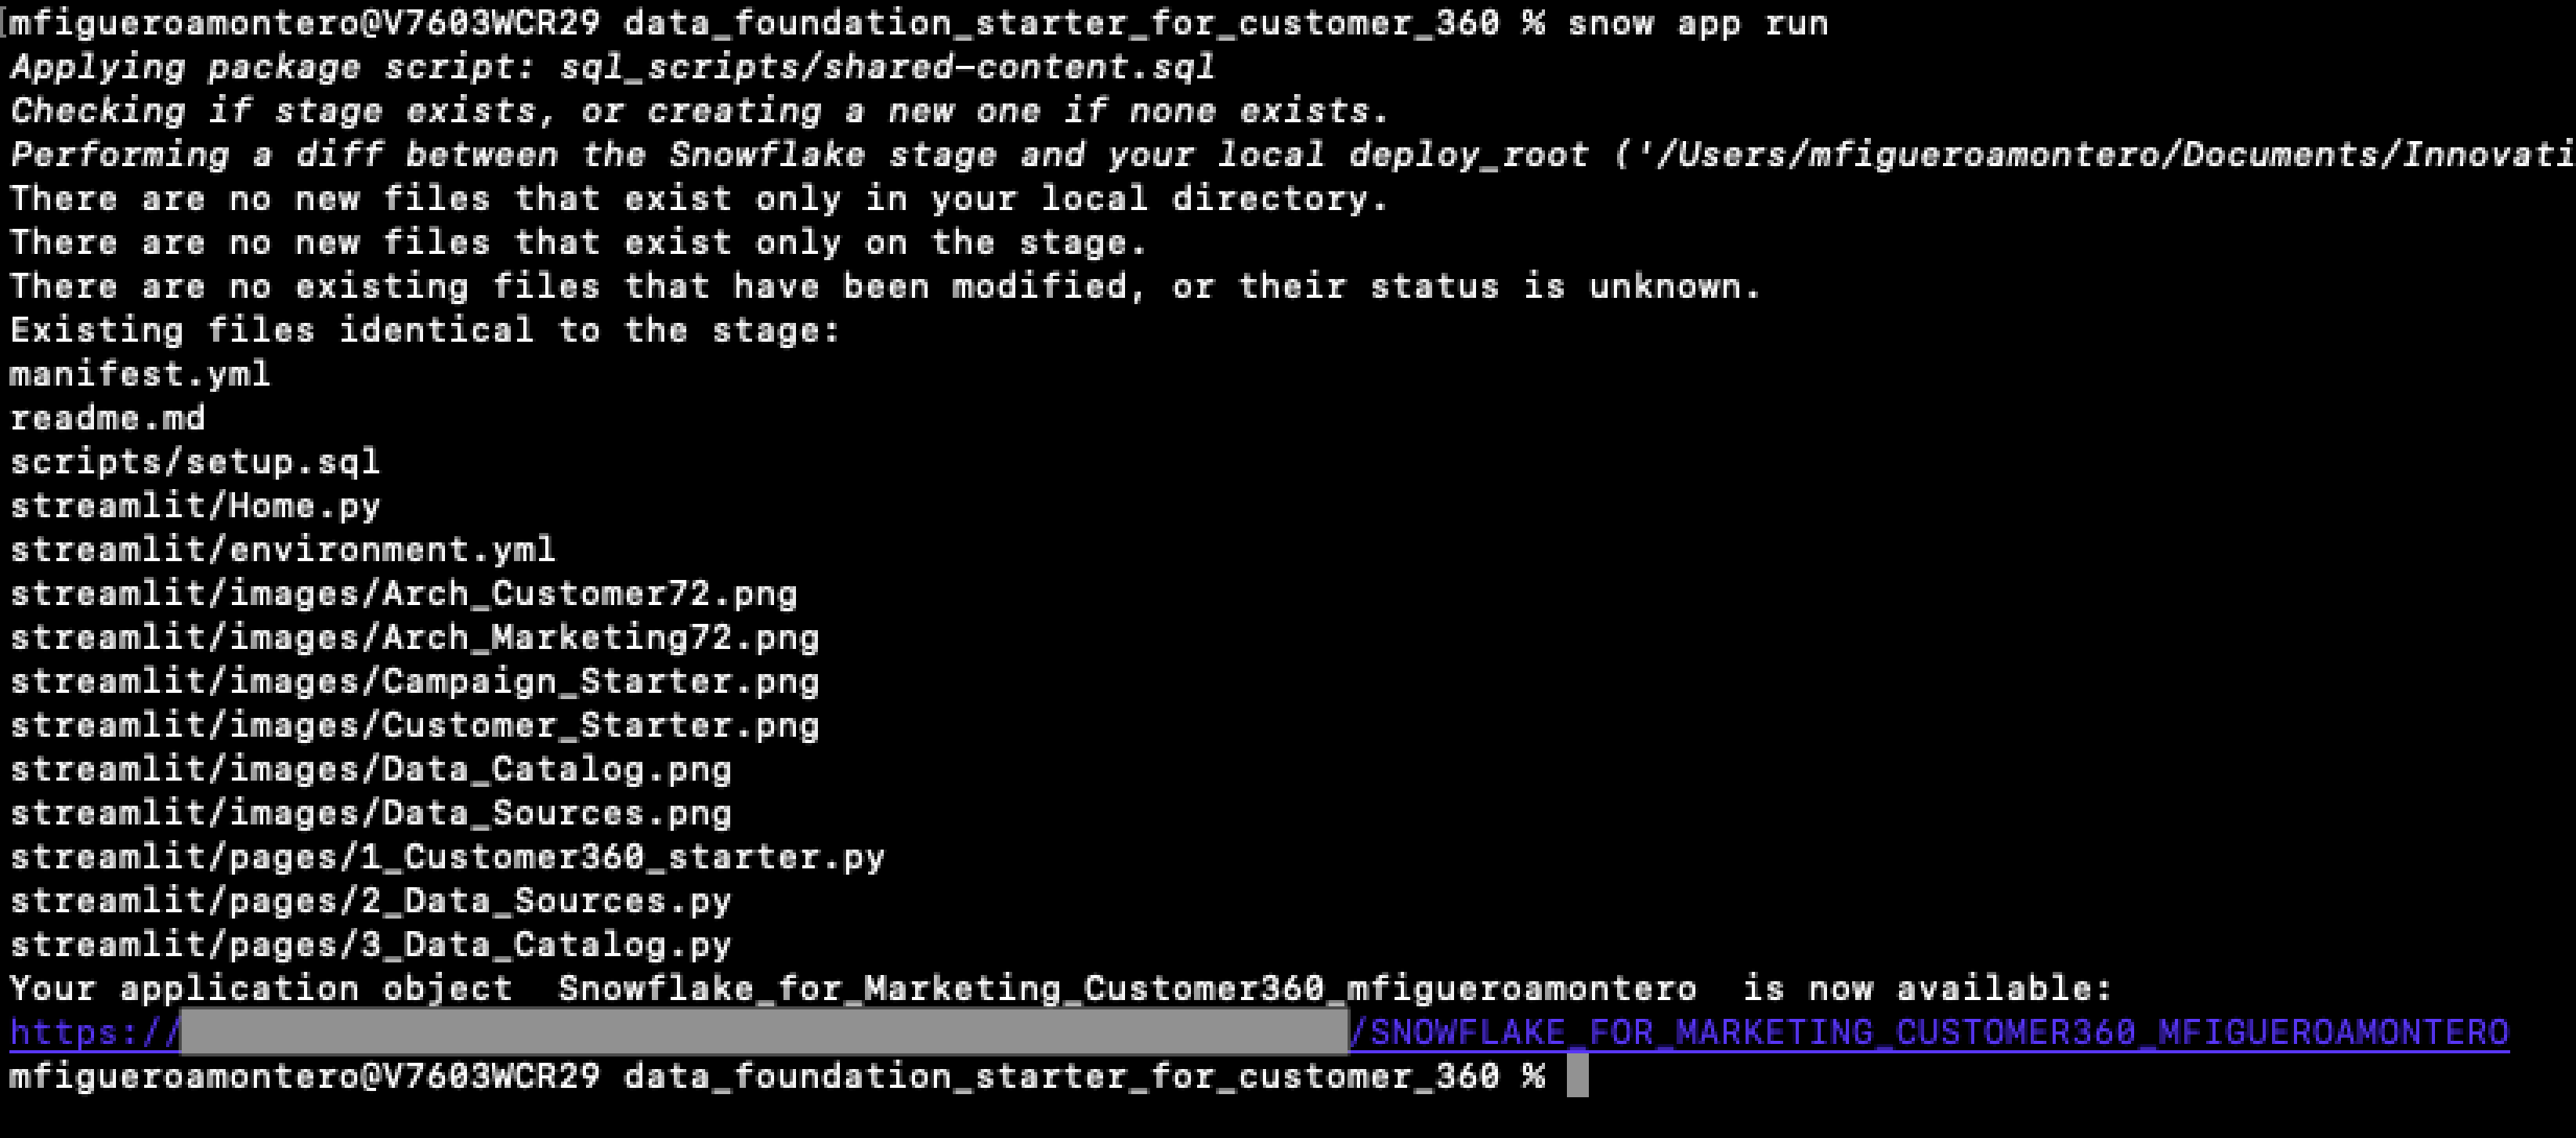 mfigueroamontero@V7603WCR29 data_foundation_starter_for_customer_360 % snow app run
Applying package script: sql_scripts/shared-content.sql
Checking if stage exists, or creating a new one if none exists.
Performing a diff between the Snowflake stage and your local deploy_root ('/Users/mfigueroamontero/Documents/Innovati
There are no new files that exist only in your local directory.
There are no new files that exist only on the stage.
There are no existing files that have been modified, or their status is unknown.
Existing files identical to the stage:
manifest.yml
readme.md
scripts/setup.sql
streamlit/Home.py
streamlit/environment.yml
streamlit/images/Arch_Customer72.png
streamlit/images/Arch_Marketing72.png
streamlit/images/Campaign_Starter.png
streamlit/images/Customer_Starter.png
streamlit/images/Data_Catalog.png
streamlit/images/Data_Sources.png
streamlit/pages/1_Customer360_starter.py
streamlit/pages/2_Data_Sources.py
streamlit/pages/3_Data_Catalog.py
Your application object  Snowflake_for_Marketing_Customer360_mfigueroamontero  is now available:
https:// /SNOWFLAKE_FOR_MARKETING_CUSTOMER360_MFIGUEROAMONTERO
mfigueroamontero@V7603WCR29 data_foundation_starter_for_customer_360 %